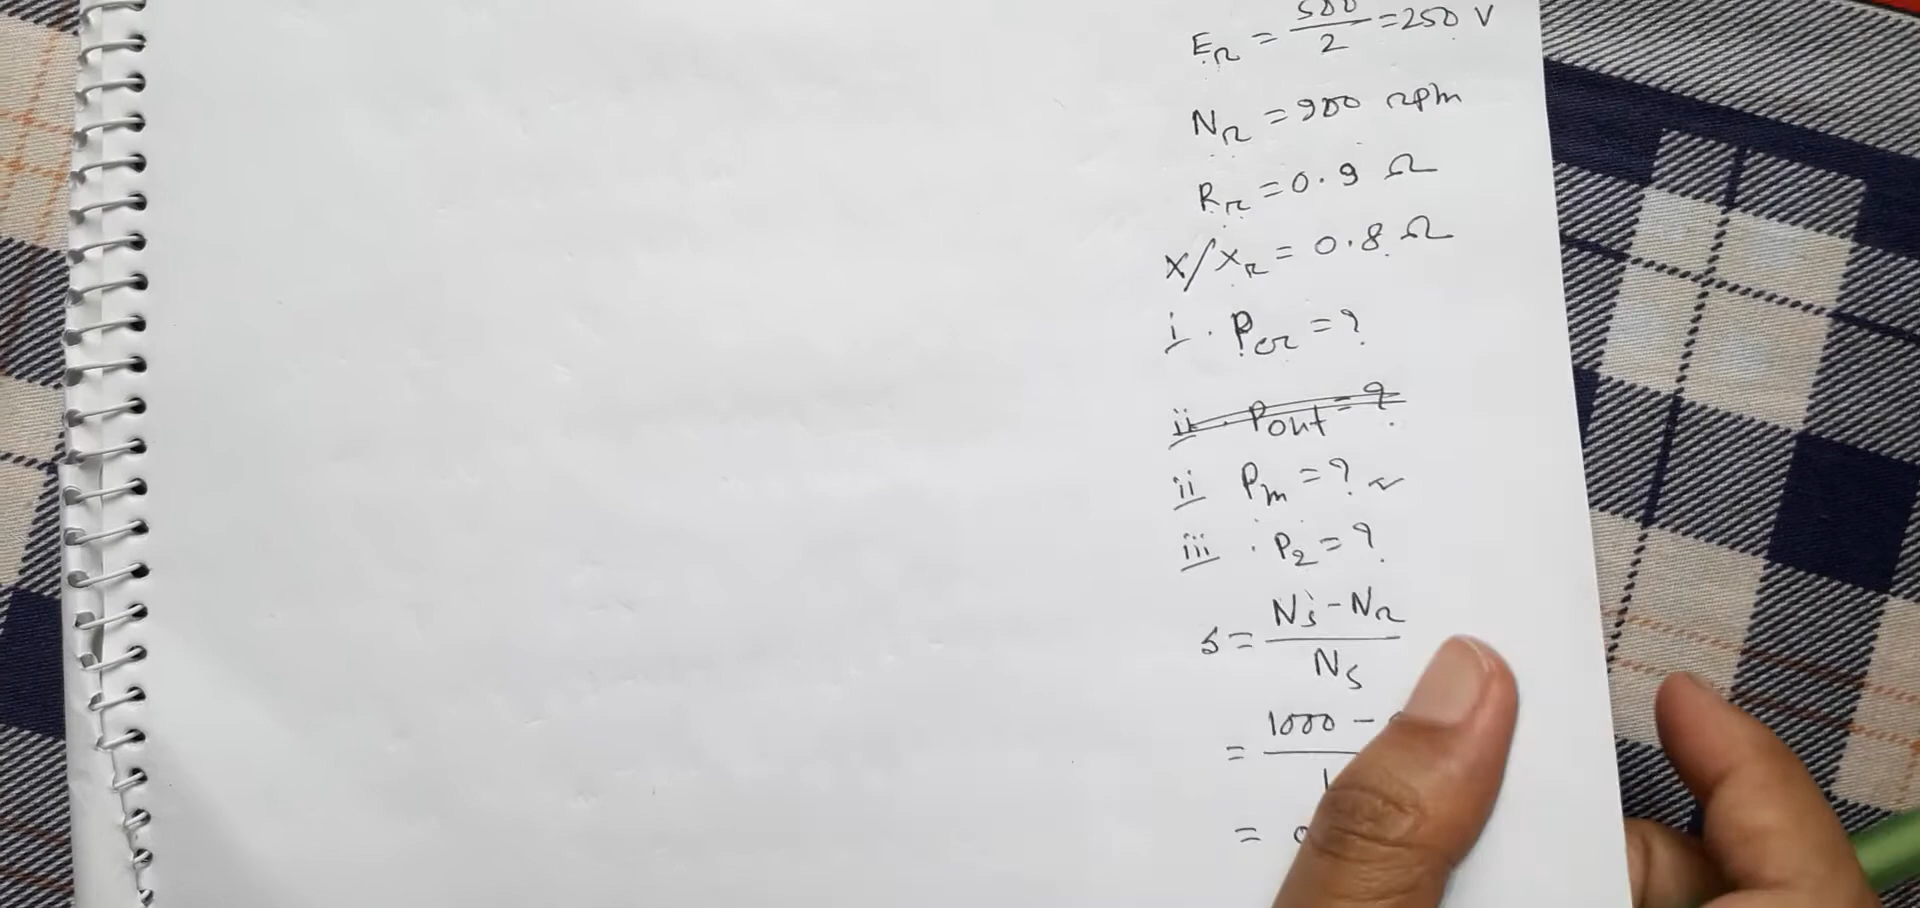 E_r = 500/2 = 250 V
N_r = 900 rpm
R_r = 0.9 Ω
X/X_r = 0.8 Ω
i. P_cr = ?
ii. P_out = ?
ii P_m = ?
iii. P_2 = ?
s = N_s - N_r / N_s
= 1000 -
=